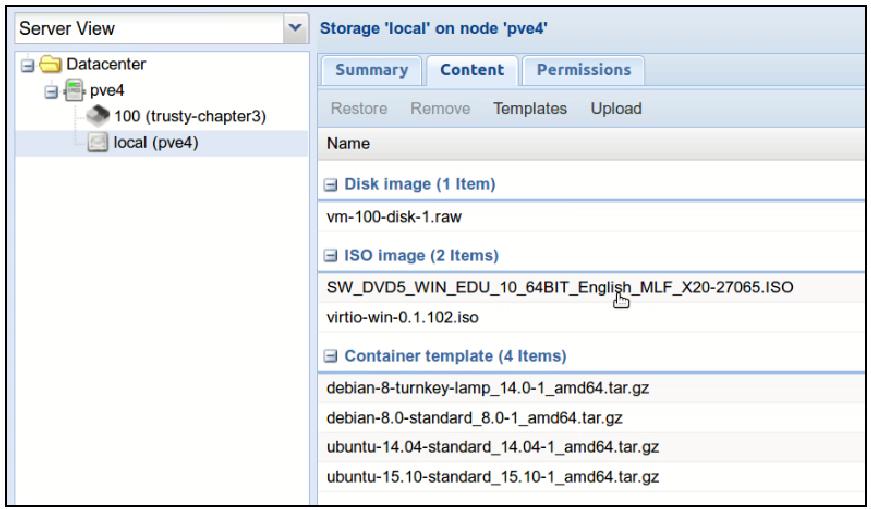 Server View
Datacenter
pve4
100 (trusty-chapter3)
local (pve4)
Storage 'local' on node 'pve4'
Summary Content Permissions
Restore Remove Templates Upload
Name
Disk image (1 Item)
vm-100-disk-1.raw
ISO image (2 Items)
SW_DVD5_WIN_EDU_10_64BIT_English_MLF_X20-27065.ISO
virtio-win-0.1.102.iso
Container template (4 Items)
debian-8-turnkey-lamp_14.0-1_amd64.tar.gz
debian-8.0-standard_8.0-1_amd64.tar.gz
ubuntu-14.04-standard_14.04-1_amd64.tar.gz
ubuntu-15.10-standard_15.10-1_amd64.tar.gz